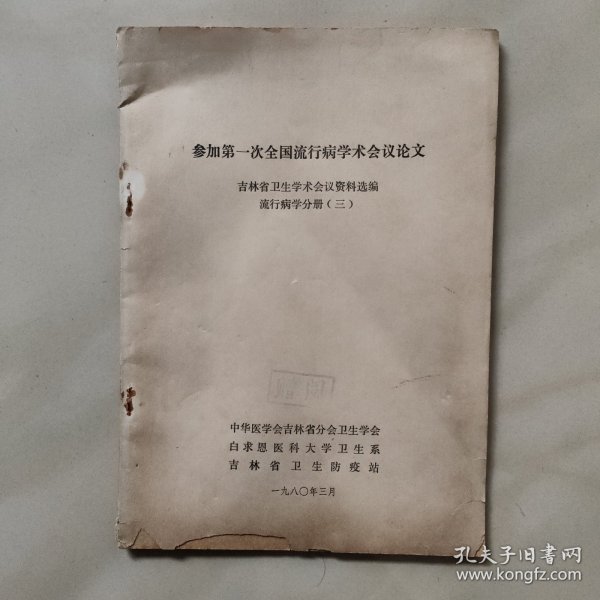 参加第一次全国流行病学术会议论文
吉林省卫生学术会议资料选编
流行病学分册（三）
中华医学会吉林省分会卫生学会
白求恩医科大学卫生系
吉林省卫生防疫站
一九八〇年三月
孔夫子旧书网
www.kongfz.com